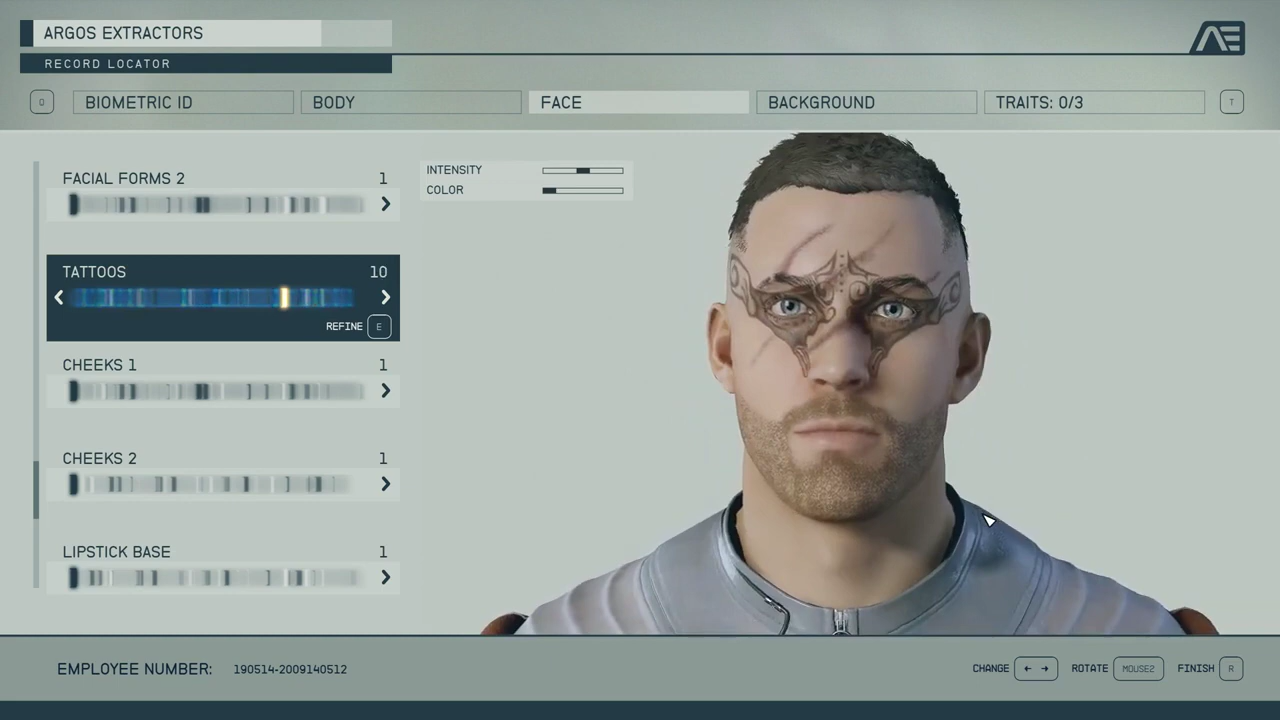 ARGOS EXTRACTORS
RECORD LOCATOR
Q BIOMETRIC ID BODY FACE BACKGROUND TRAITS: 0/3 T
FACIAL FORMS 2 1
TATTOOS 10
REFINE E
CHEEKS 1 1
CHEEKS 2 1
LIPSTICK BASE 1
INTENSITY
COLOR
EMPLOYEE NUMBER: 190514-2009140512
CHANGE ← → ROTATE MOUSE2 FINISH R